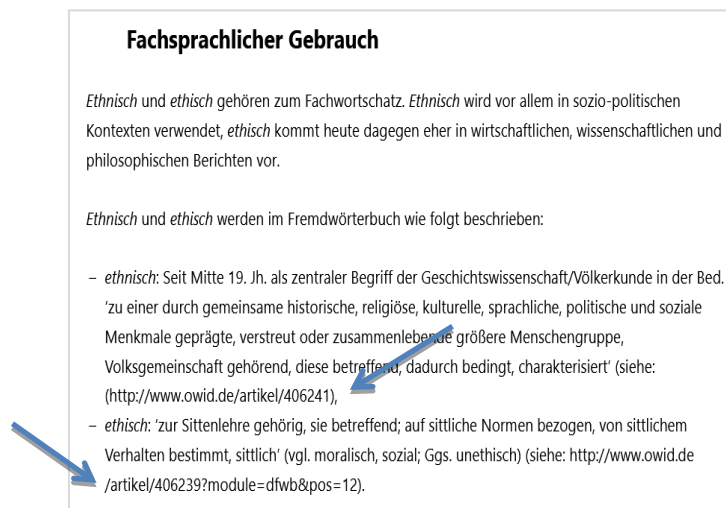 Fachsprachlicher Gebrauch
Ethnisch und ethisch gehören zum Fachwortschatz. Ethnisch wird vor allem in sozio-politischen
Kontexten verwendet, ethisch kommt heute dagegen eher in wirtschaftlichen, wissenschaftlichen und
philosophischen Berichten vor.
Ethnisch und ethisch werden im Fremdwörterbuch wie folgt beschrieben:
– ethnisch: Seit Mitte 19. Jh. als zentraler Begriff der Geschichtswissenschaft/Völkerkunde in der Bed.
'zu einer durch gemeinsame historische, religiöse, kulturelle, sprachliche, politische und soziale
Menkmale geprägte, verstreut oder zusammenlebende größere Menschengruppe,
Volksgemeinschaft gehörend, diese betreffend, dadurch bedingt, charakterisiert' (siehe:
(http://www.owid.de/artikel/406241),
– ethisch: 'zur Sittenlehre gehörig, sie betreffend; auf sittliche Normen bezogen, von sittlichem
Verhalten bestimmt, sittlich' (vgl. moralisch, sozial; Ggs. unethisch) (siehe: http://www.owid.de
/artikel/406239?module=dfwb&pos=12).